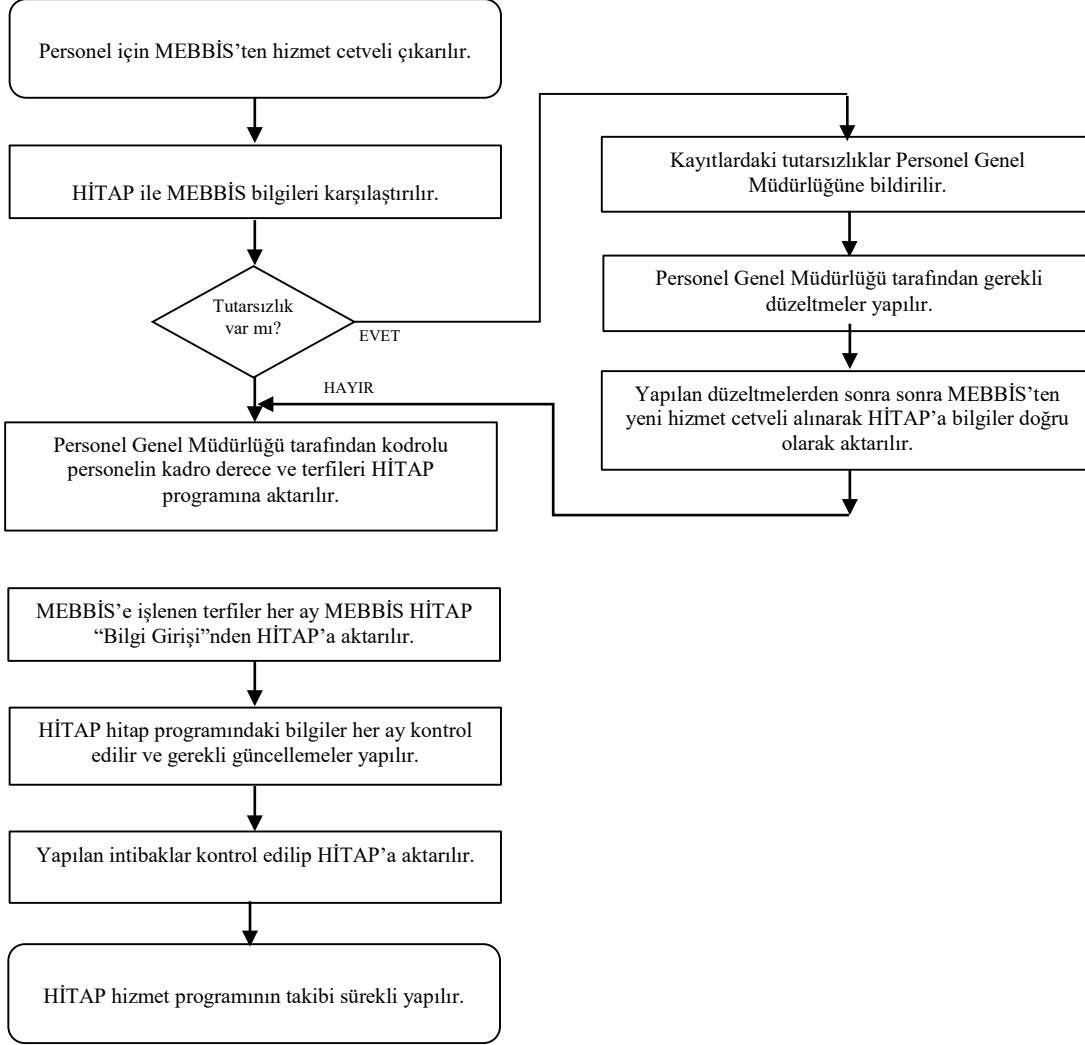 Personel için MEBBİS’ten hizmet cetveli çıkarılır.
HİTAP ile MEBBİS bilgileri karşılaştırılır.
Tutarsızlık
var mı?
EVET
HAYIR
Kayıtlardaki tutarsızlıklar Personel Genel
Müdürlüğüne bildirilir.
Personel Genel Müdürlüğü tarafından gerekli
düzeltmeler yapılır.
Yapılan düzeltmelerden sonra sonra MEBBİS’ten
yeni hizmet cetveli alınarak HİTAP’a bilgiler doğru
olarak aktarılır.
Personel Genel Müdürlüğü tarafından kodrolu
personelin kadro derece ve terfileri HİTAP
programına aktarılır.
MEBBİS’e işlenen terfiler her ay MEBBİS HİTAP
“Bilgi Girişi”nden HİTAP’a aktarılır.
HİTAP hitap programındaki bilgiler her ay kontrol
edilir ve gerekli güncellemeler yapılır.
Yapılan intibaklar kontrol edilip HİTAP’a aktarılır.
HİTAP hizmet programının takibi sürekli yapılır.